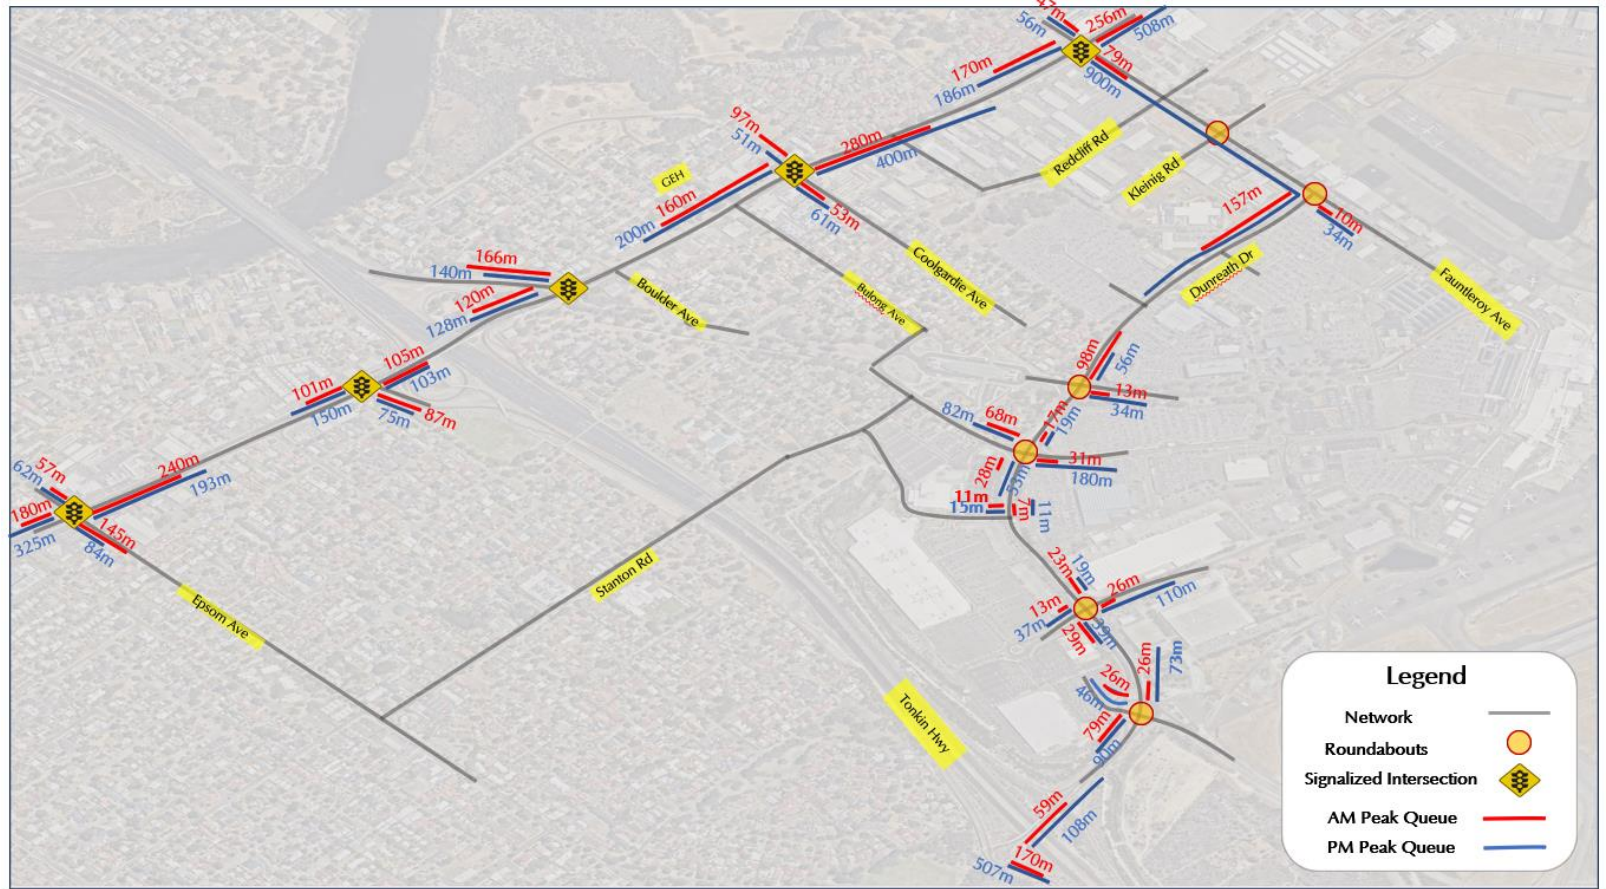 47m
256m
56m
508m
170m
79m
186m
900m
97m
51m
280m
400m
Redcliff Rd
Kleinig Rd
GEH
160m
200m
53m
61m
157m
10m
34m
166m
140m
120m
128m
Boulder Ave
Bulong Ave
Coolgardie Ave
Dunreath Dr
Fauntleroy Ave
105m
103m
101m
150m
75m
87m
98m
56m
13m
34m
82m
68m
17m
19m
31m
180m
28m
53m
11m
15m
7m
11m
57m
62m
240m
193m
180m
325m
145m
84m
Epsom Ave
Stanton Rd
23m
19m
26m
110m
13m
37m
29m
39m
26m
73m
26m
46m
79m
90m
Tonkin Hwy
59m
108m
170m
507m
Legend
Network
Roundabouts
Signalized Intersection
AM Peak Queue
PM Peak Queue